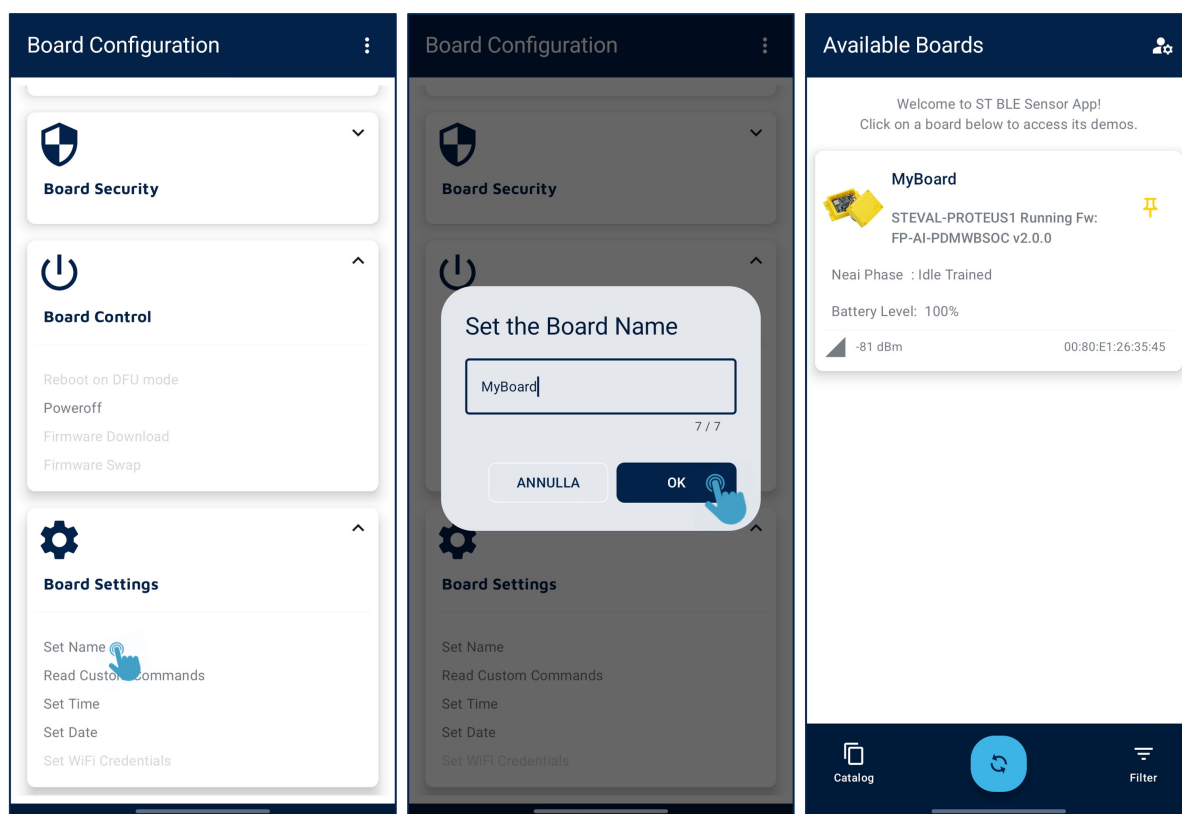 Board Configuration
Board Security
Board Control
Reboot on DFU mode
Poweroff
Firmware Download
Firmware Swap
Board Settings
Set Name
Read Custom Commands
Set Time
Set Date
Set WiFi Credentials
Board Configuration
Board Security
Set the Board Name
MyBoard
7 / 7
ANNULLA
OK
Board Settings
Set Name
Read Custom Commands
Set Time
Set Date
Set WiFi Credentials
Available Boards
Welcome to ST BLE Sensor App!
Click on a board below to access its demos.
MyBoard
STEVAL-PROTEUS1 Running Fw:
FP-AI-PDMWBSOC v2.0.0
Neai Phase : Idle Trained
Battery Level: 100%
-81 dBm 00:80:E1:26:35:45
Catalog
Filter